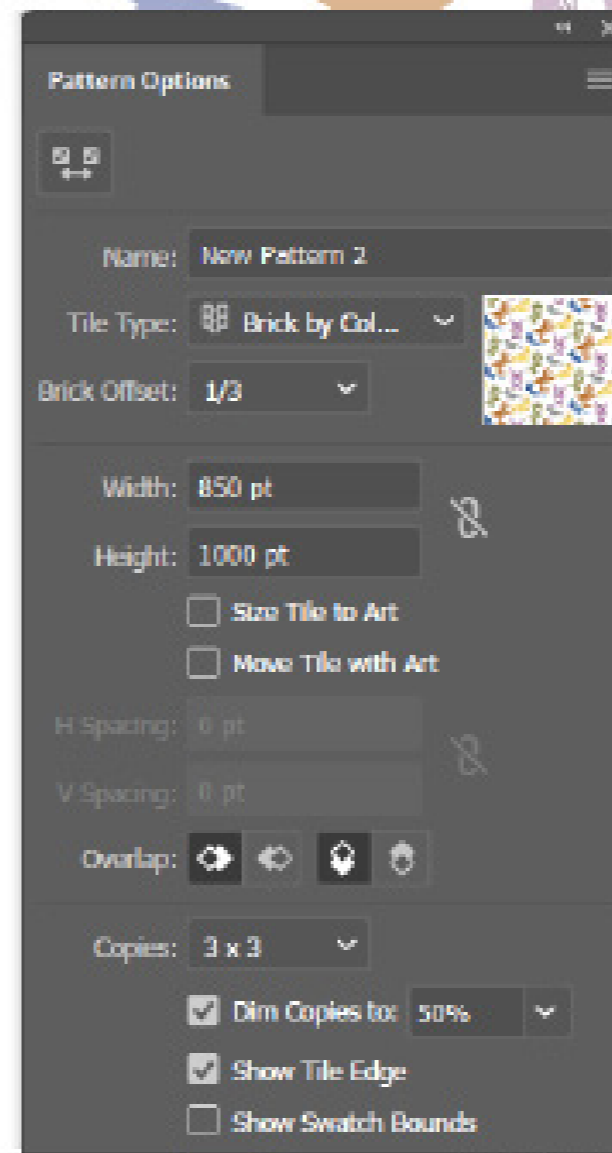 Pattern Options
Name: New Pattern 2
Tile Type: Brick by Col...
Brick Offset: 1/3
Width: 850 pt
Height: 1000 pt
Size Tile to Art
Move Tile with Art
H Spacing: 0 pt
V Spacing: 0 pt
Overlap:
Copies: 3 x 3
Dim Copies to: 50%
Show Tile Edge
Show Swatch Bounds